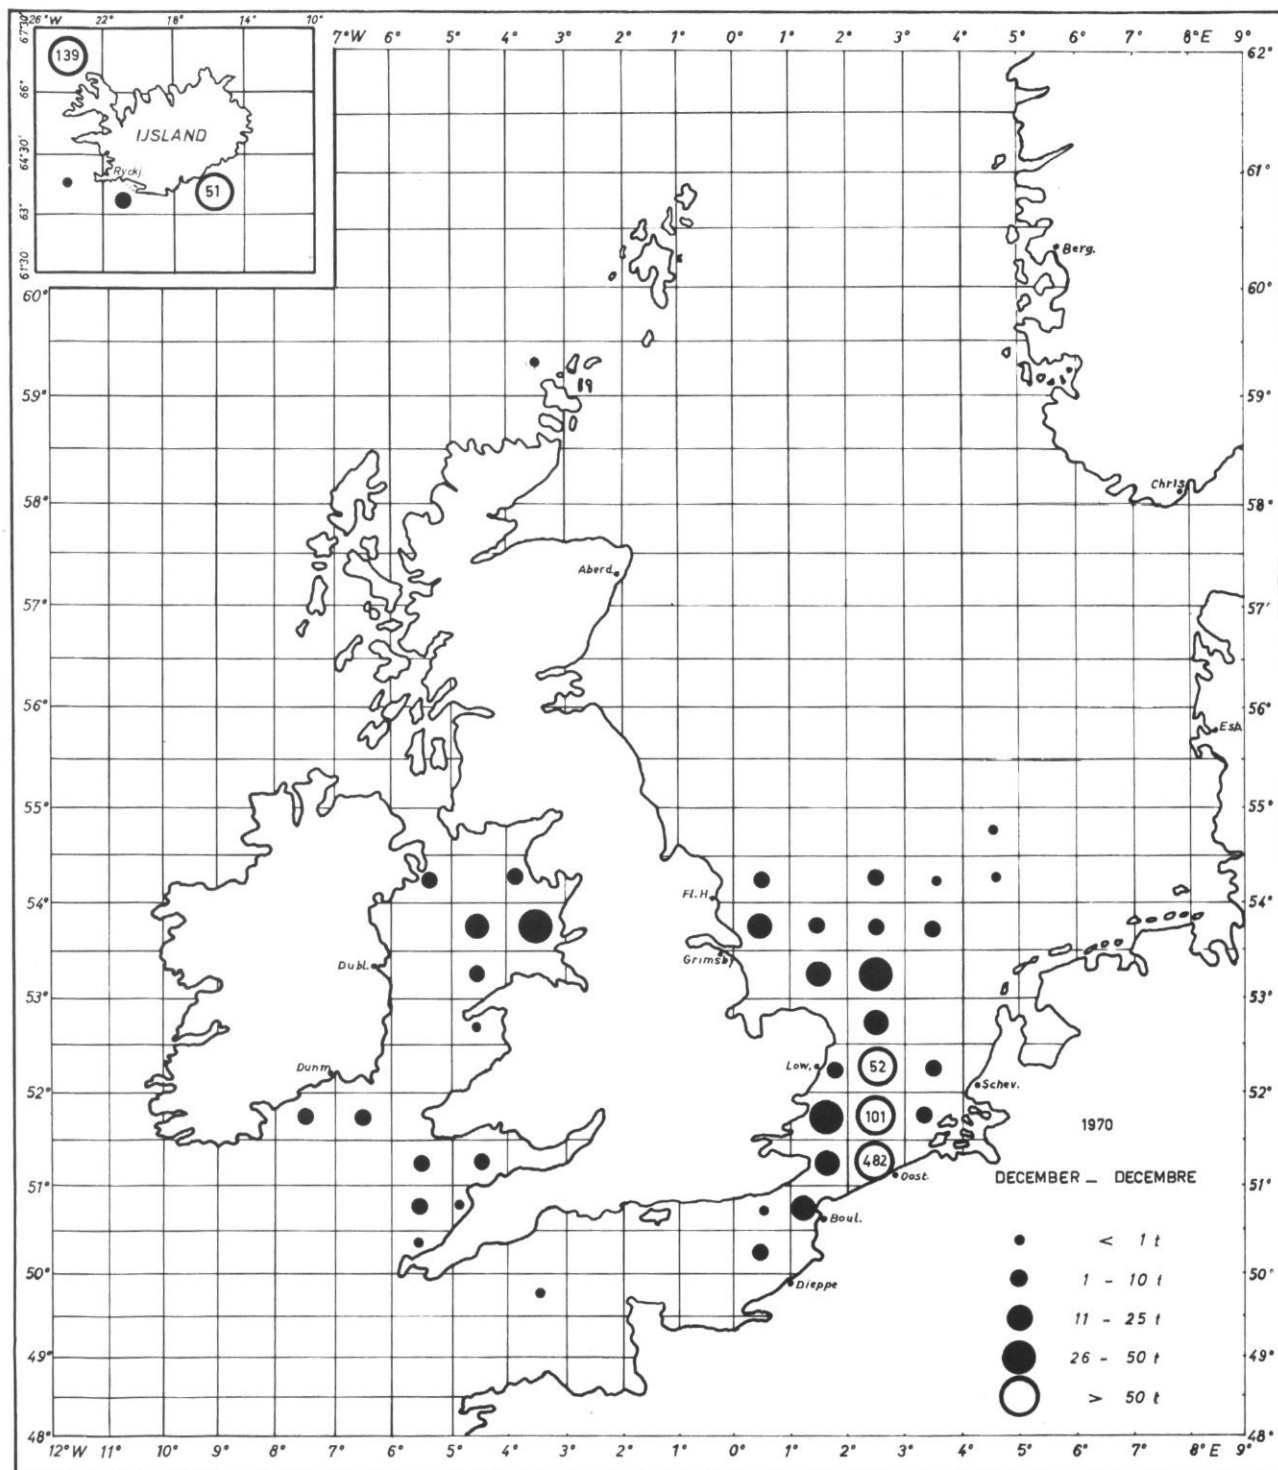 26°W 22° 18° 14° 10°
67°30'
66°
64°30'
63°
61°30'
139
IJSLAND
Ryckj.
51
7°W 6° 5° 4° 3° 2° 1° 0° 1° 2° 3° 4° 5° 6° 7° 8°E 9°
62°
61°
Berg.
60° 60°
59° 59°
Chris
58° 58°
Aberd.
57° 57'
56° 56°
Esb.
55° 55°
54° 54°
Fl.H.
Dubl.
Grimsby
53° 53°
Dunm
Low. 52
Schev.
52° 52°
101
1970
482
Oost.
51° 51°
DECEMBER _ DECEMBRE
Boul.
< 1 t
50° 50°
Dieppe
1 - 10 t
11 - 25 t
49° 49°
26 - 50 t
> 50 t
48° 48°
12°W 11° 10° 9° 8° 7° 6° 5° 4° 3° 2° 1° 0° 1° 2° 3° 4° 5° 6° 7° 8°E 9°